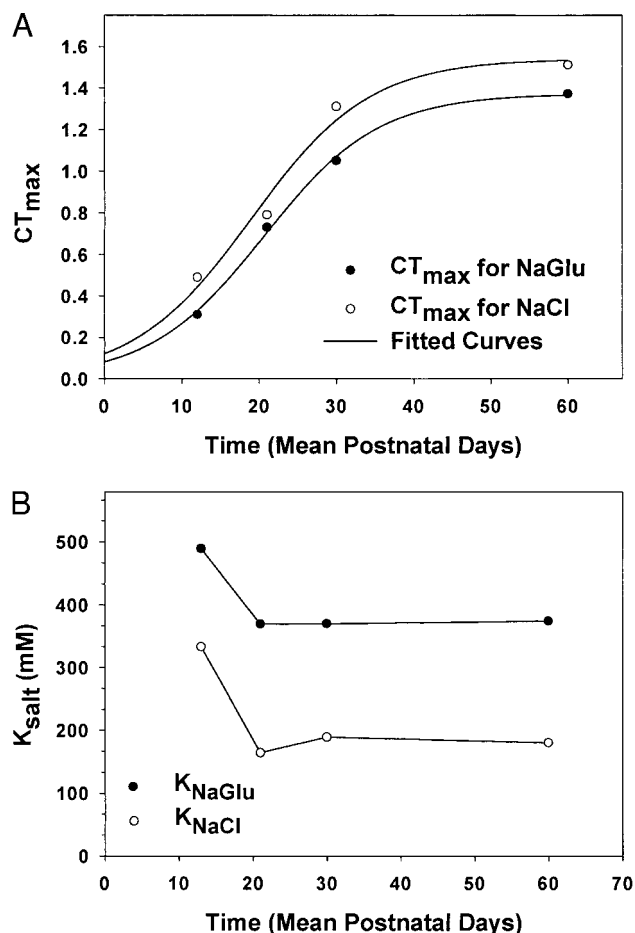 A
1.6
1.4
1.2
1.0
0.8
0.6
0.4
0.2
0.0
CTmax
CTmax for NaGlu
CTmax for NaCl
Fitted Curves
0 10 20 30 40 50 60
Time (Mean Postnatal Days)
B
500
400
300
200
100
0
Ksalt (mM)
KNaGlu
KNaCl
0 10 20 30 40 50 60 70
Time (Mean Postnatal Days)